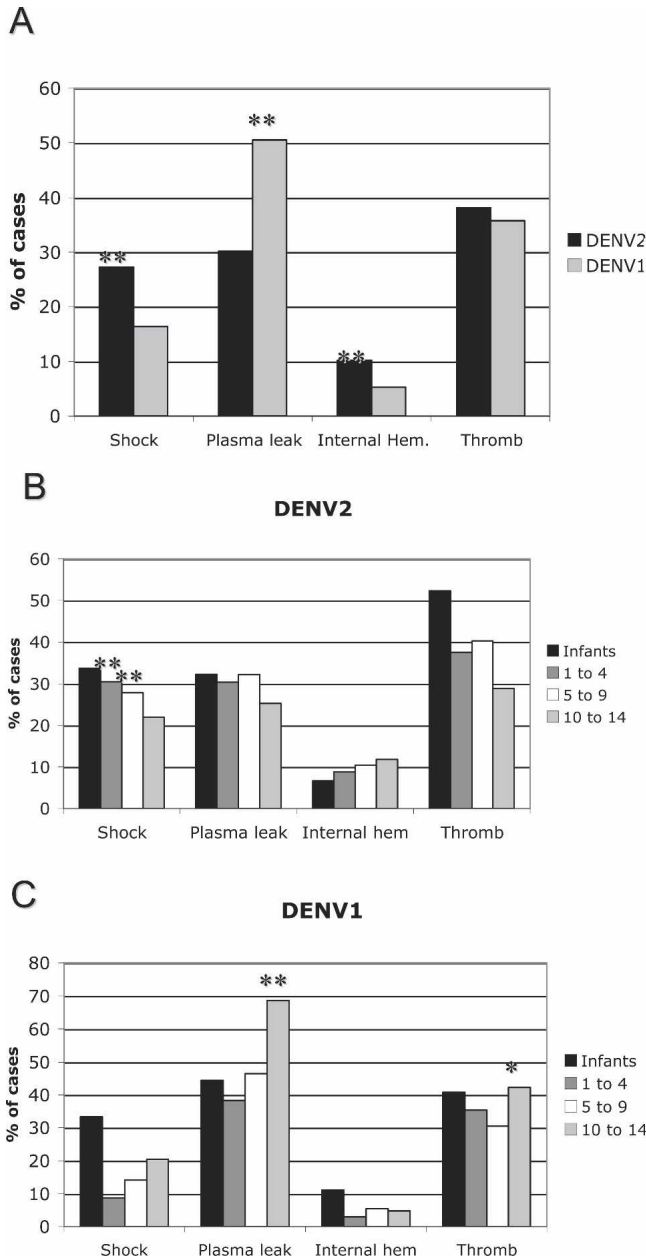 A
60
50
40
30
20
10
0
% of cases
**
**
**
Shock
Plasma leak
Internal Hem.
Thromb
DENV2
DENV1
B
DENV2
60
50
40
30
20
10
0
% of cases
**
**
Shock
Plasma leak
Internal hem
Thromb
Infants
1 to 4
5 to 9
10 to 14
C
DENV1
80
70
60
50
40
30
20
10
0
% of cases
**
*
Shock
Plasma leak
Internal hem
Thromb
Infants
1 to 4
5 to 9
10 to 14